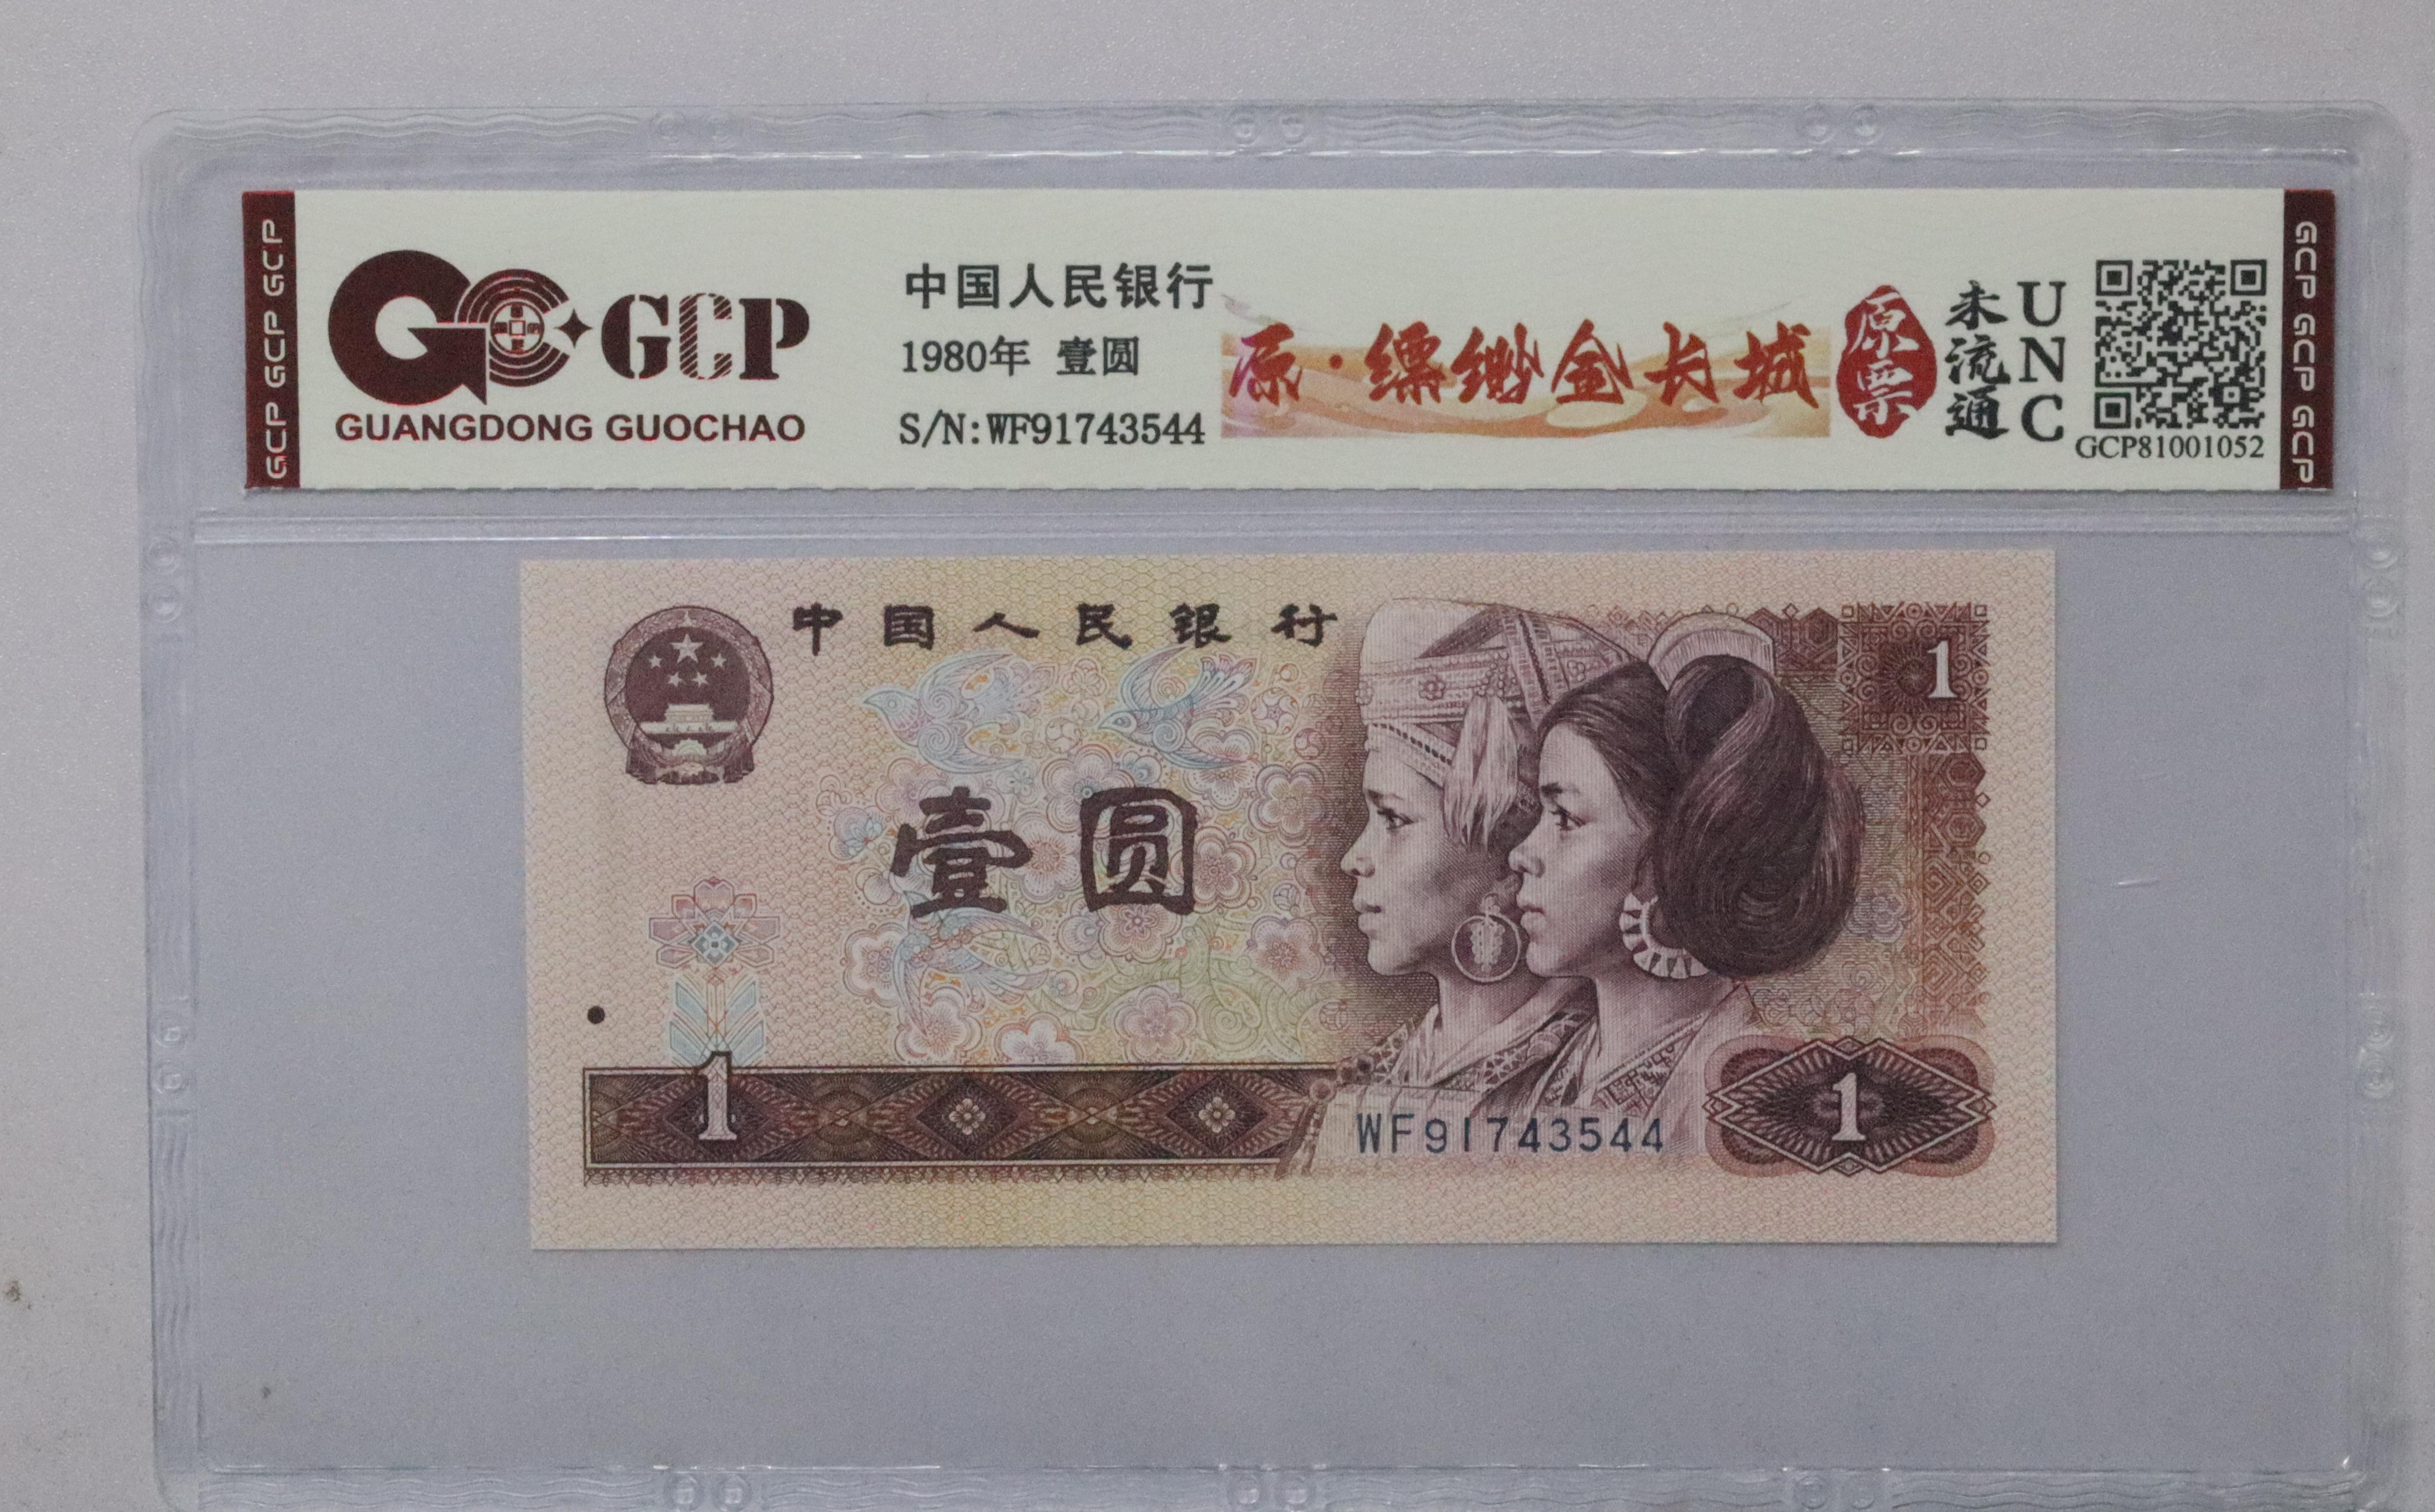 GCP GCP GCP
GCP
GUANGDONG GUOCHAO
中国人民银行
1980年 壹圆
S/N:WF91743544
原·缥缈金长城
原票
未流通
UNC
GCP81001052
GCP GCP GCP
中国人民银行
1
壹圆
1
WF91743544
1